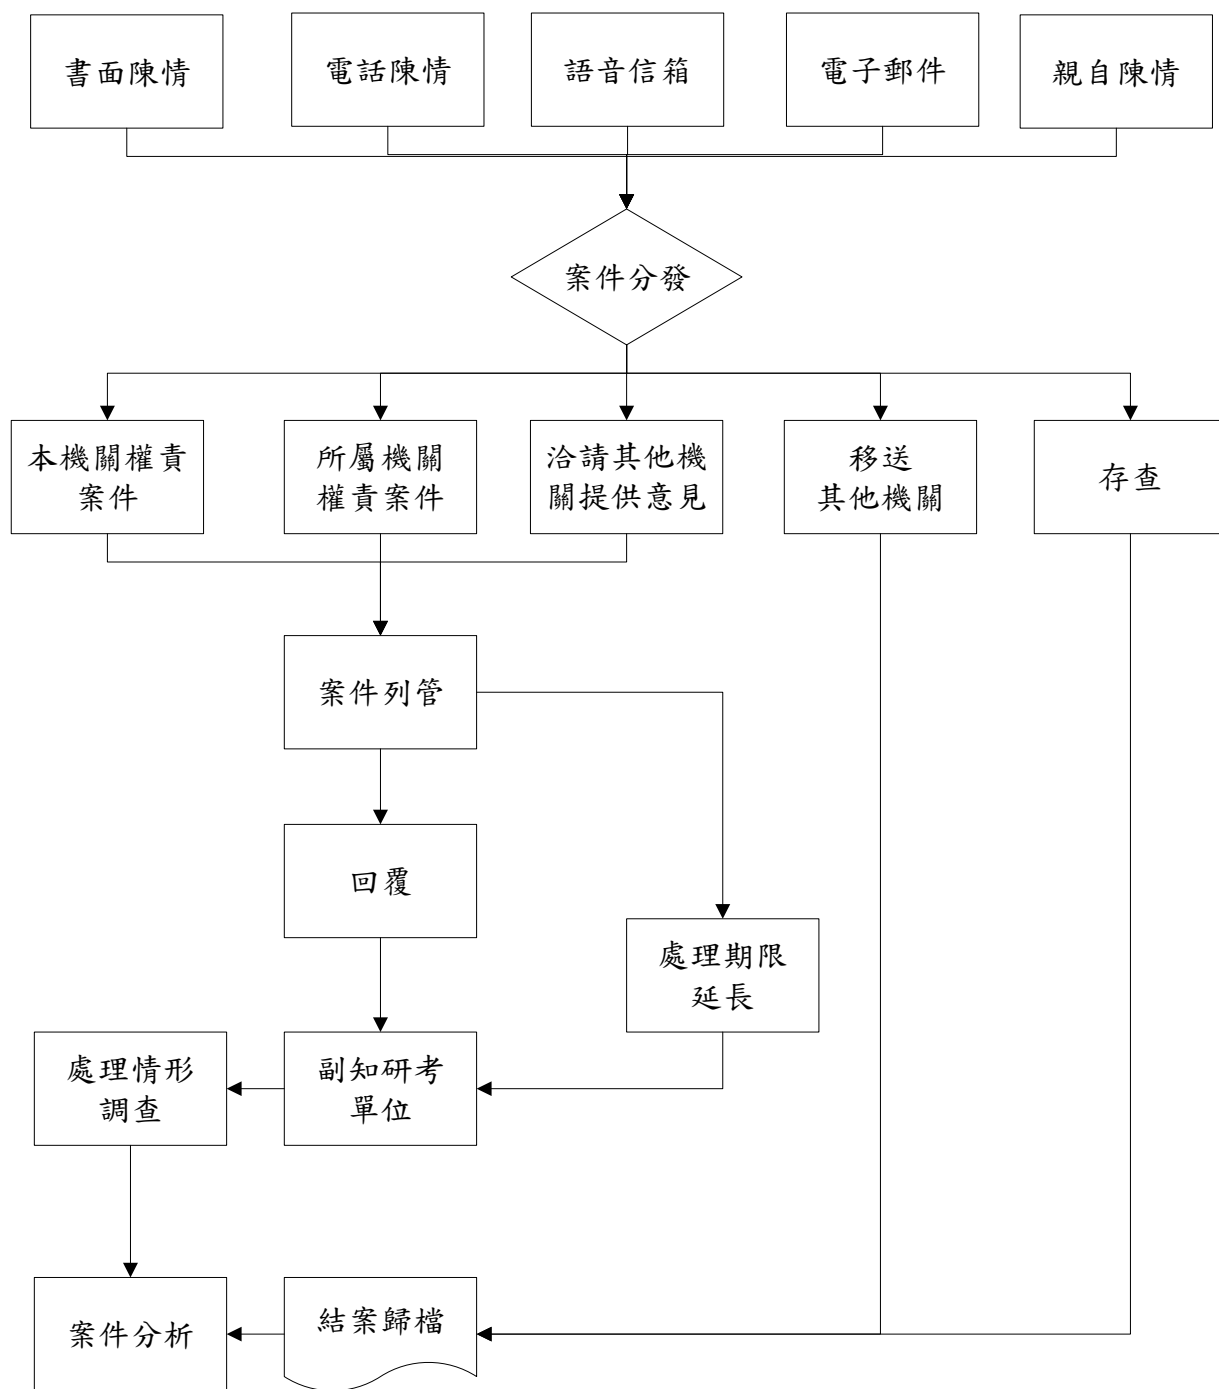 書面陳情
電話陳情
語音信箱
電子郵件
親自陳情
案件分發
本機關權責
案件
所屬機關
權責案件
洽請其他機
關提供意見
移送
其他機關
存查
案件列管
回覆
處理期限
延長
處理情形
調查
副知研考
單位
案件分析
結案歸檔